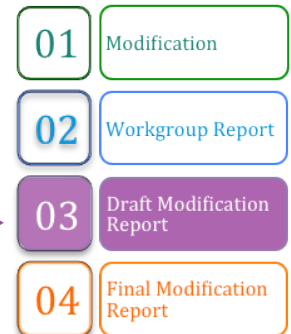 01
Modification
02
Workgroup Report
03
Draft Modification
Report
04
Final Modification
Report